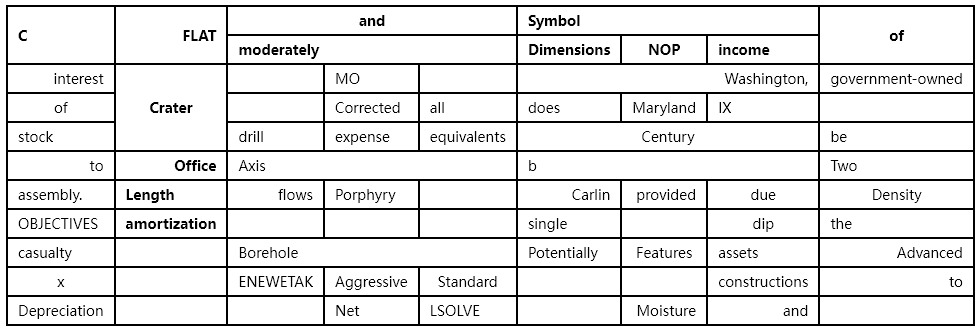 C FLAT and Symbol of
moderately Dimensions NOP income
interest Crater MO Washington, government-owned
of Corrected all does Maryland IX
stock drill expense equivalents Century be
to Office Axis b Two
assembly. Length flows Porphyry Carlin provided due Density
OBJECTIVES amortization single dip the
casualty Borehole Potentially Features assets Advanced
x ENEWETAK Aggressive Standard constructions to
Depreciation Net LSOLVE Moisture and